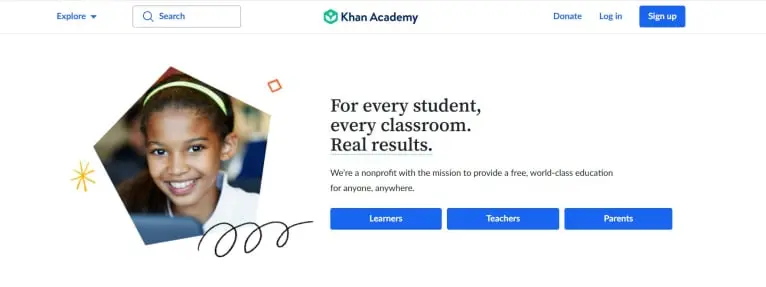 Explore
Search
Khan Academy
Donate
Log in
Sign up
For every student,
every classroom.
Real results.
We're a nonprofit with the mission to provide a free, world-class education
for anyone, anywhere.
Learners
Teachers
Parents